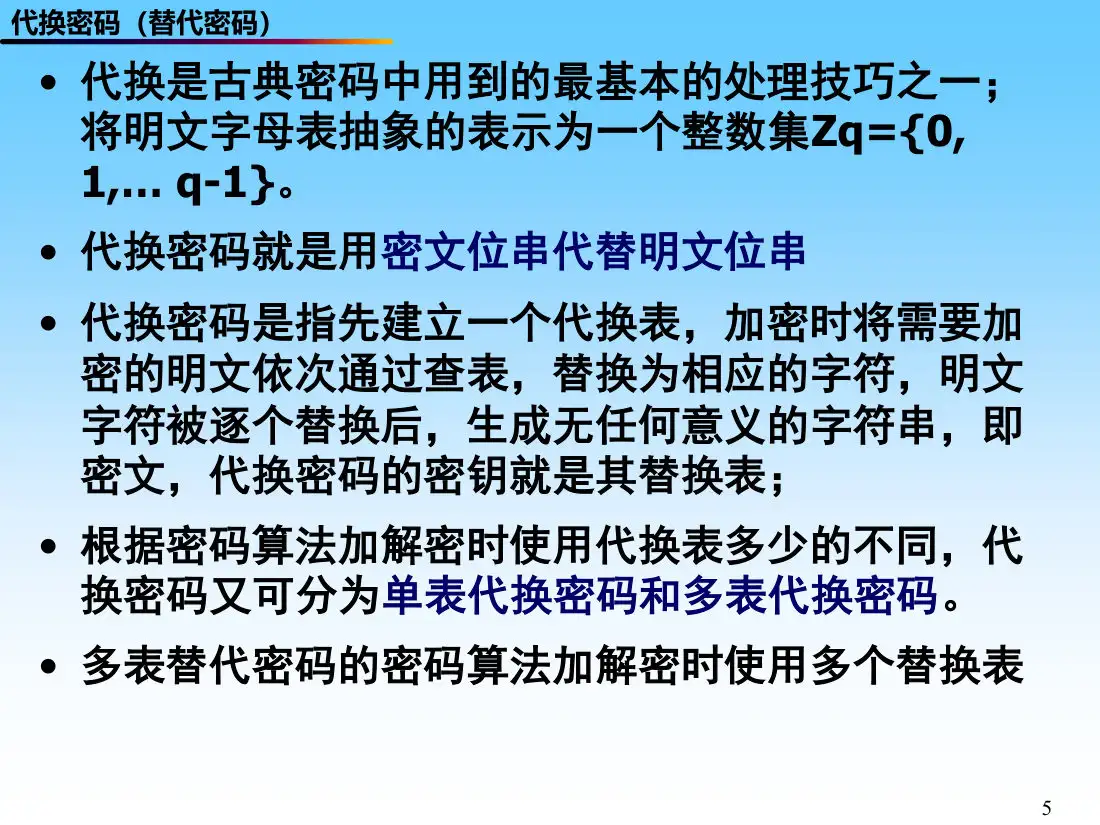 代换密码（替代密码）
• 代换是古典密码中用到的最基本的处理技巧之一；
将明文字母表抽象的表示为一个整数集Zq={0,
1,... q-1}。
• 代换密码就是用密文位串代替明文位串
• 代换密码是指先建立一个代换表，加密时将需要加
密的明文依次通过查表，替换为相应的字符，明文
字符被逐个替换后，生成无任何意义的字符串，即
密文，代换密码的密钥就是其替换表；
• 根据密码算法加解密时使用代换表多少的不同，代
换密码又可分为单表代换密码和多表代换密码。
• 多表替代密码的密码算法加解密时使用多个替换表
5